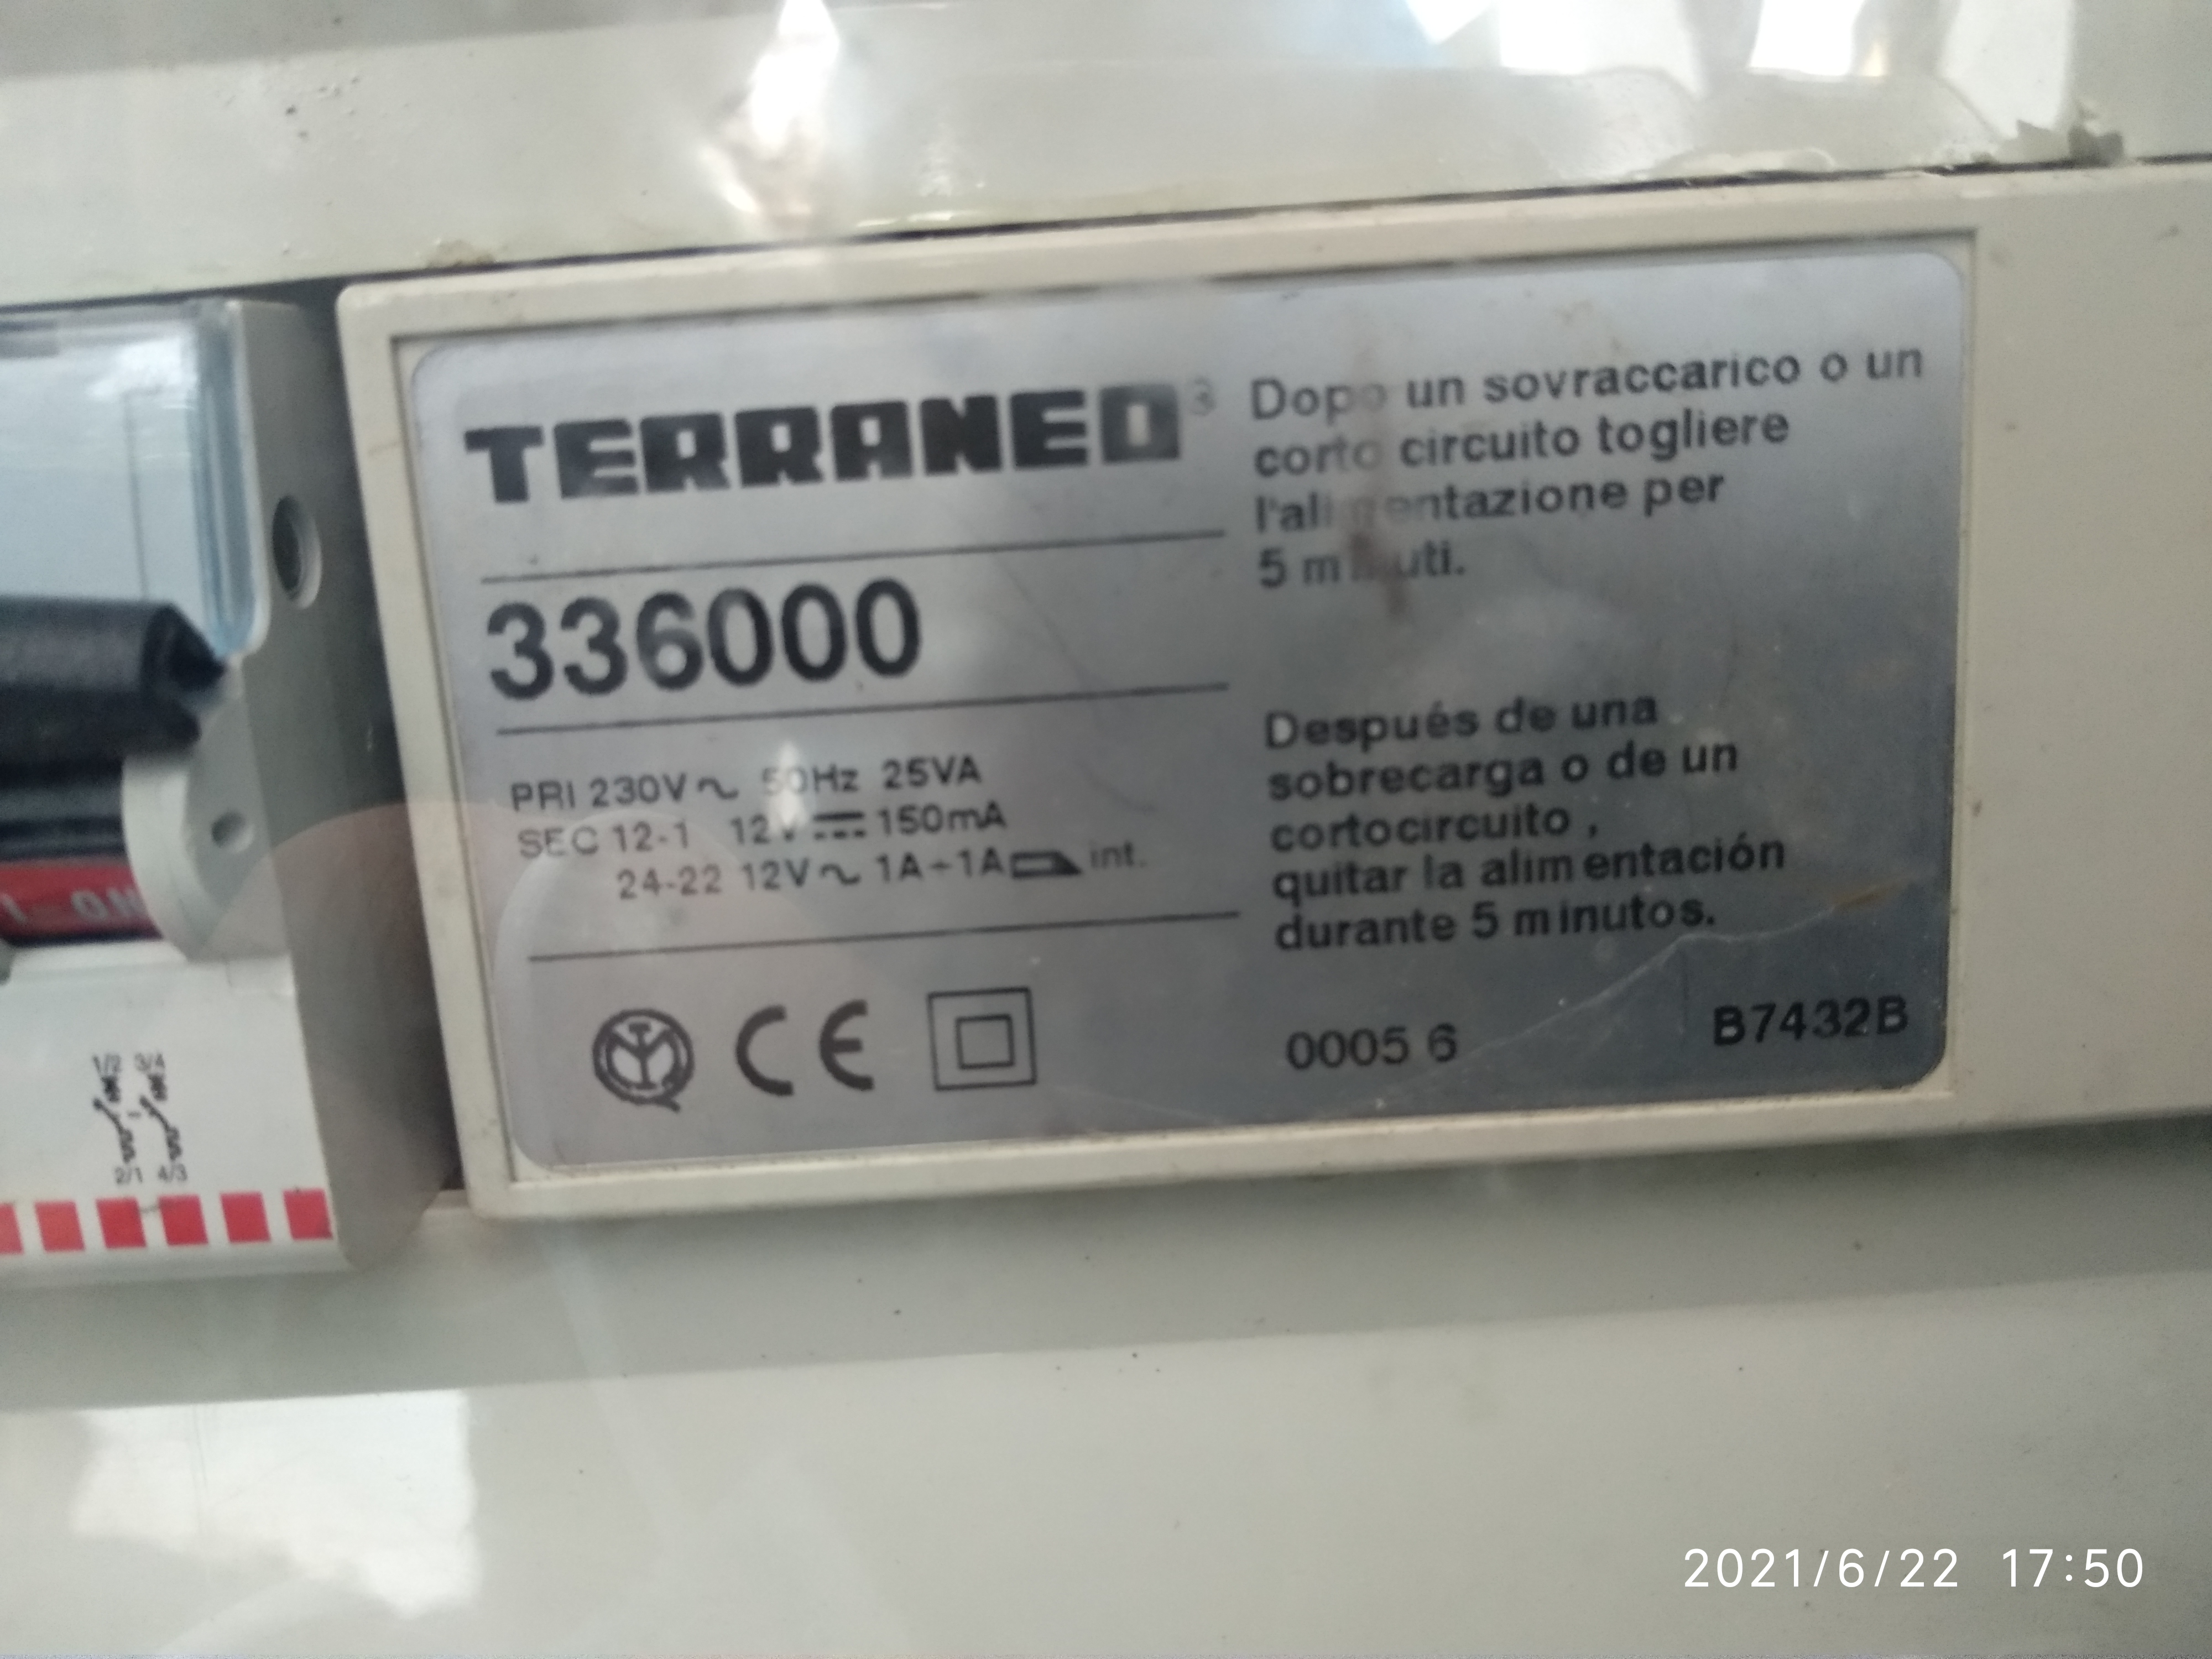 TERRANEO
336000
PRI 230V~ 50Hz 25VA
SEC 12-1 12V⎓150mA
24-22 12V~ 1A÷1A int.
CE
Dopo un sovraccarico o un
corto circuito togliere
l'alimentazione per
5 minuti.
Después de una
sobrecarga o de un
cortocircuito ,
quitar la alimentación
durante 5 minutos.
0005 6
B7432B
I ON
1/2 3/4
2/1 4/3
2021/6/22 17:50